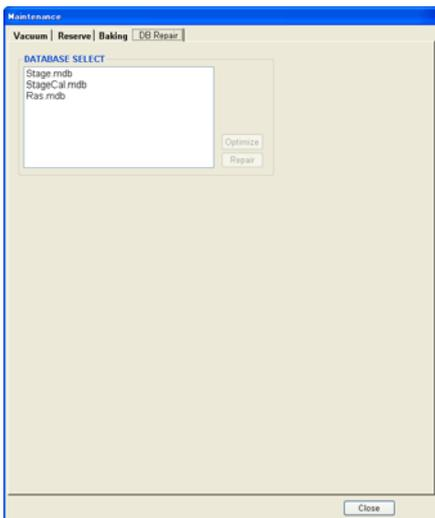 Maintenance
Vacuum Reserve Baking DB Repair
DATABASE SELECT
Stage.mdb
StageCal.mdb
Ras.mdb
Optimize
Repair
Close